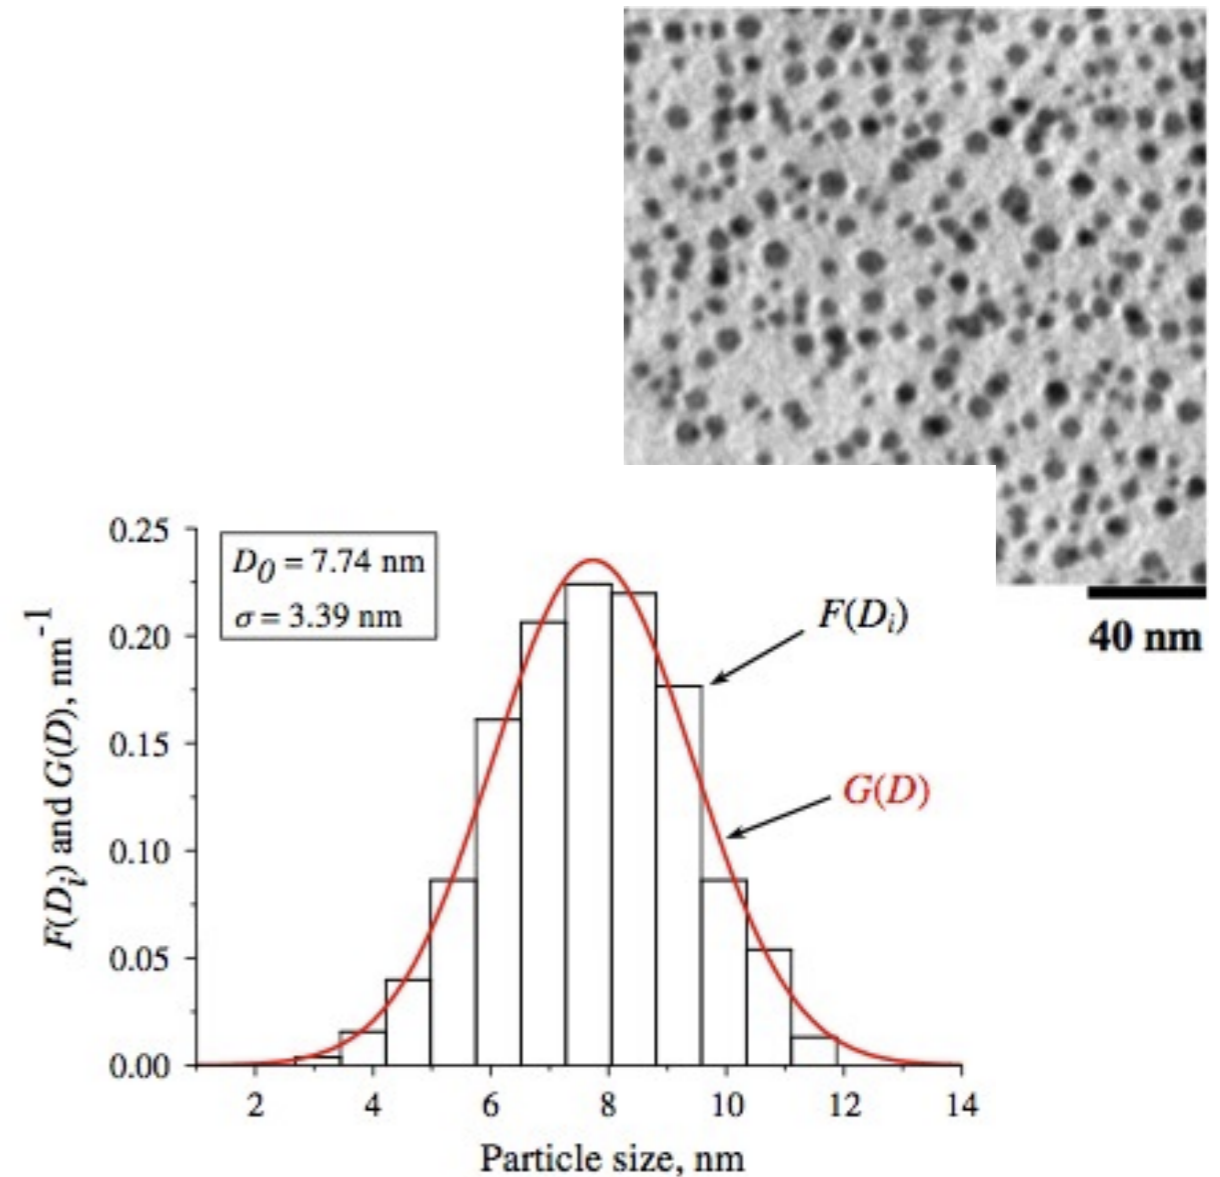 40 nm
D0 = 7.74 nm
σ = 3.39 nm
F(Di)
G(D)
F(Di) and G(D), nm-1
0.25
0.20
0.15
0.10
0.05
0.00
2 4 6 8 10 12 14
Particle size, nm